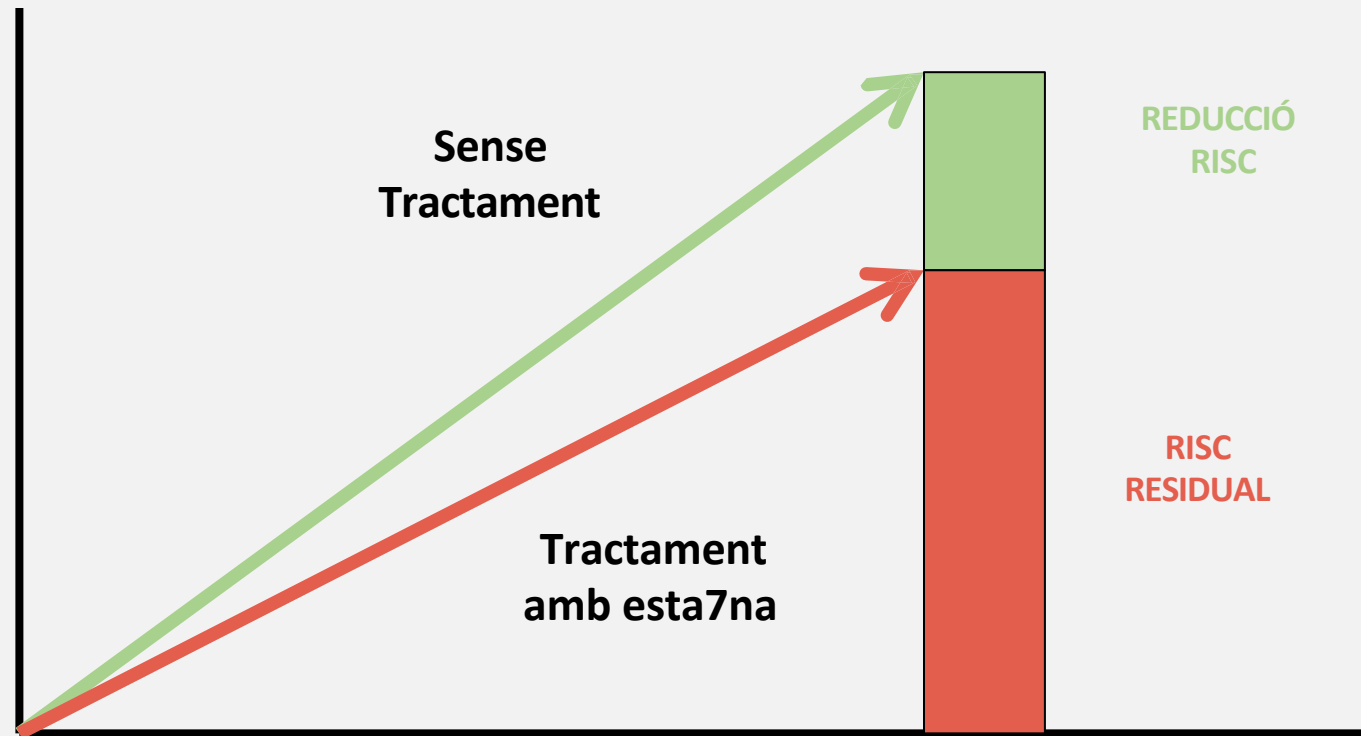 Sense
Tractament
REDUCCIÓ
RISC
RISC
RESIDUAL
Tractament
amb esta7na